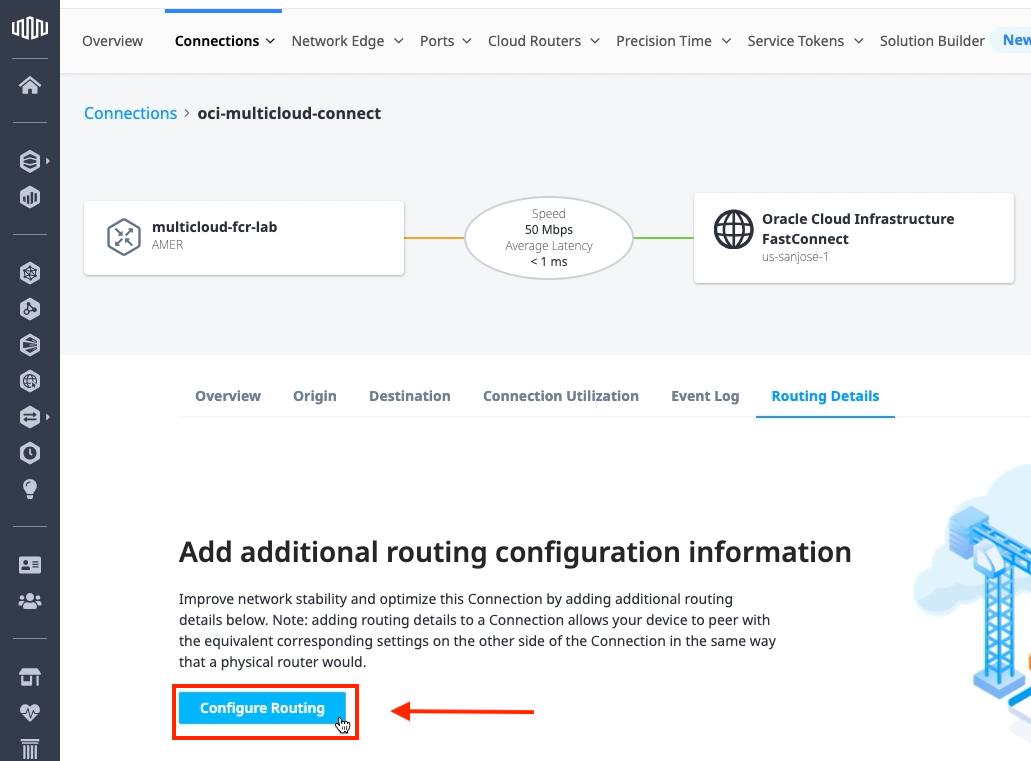 Overview Connections Network Edge Ports Cloud Routers Precision Time Service Tokens Solution Builder New
Connections > oci-multicloud-connect
multicloud-fcr-lab
AMER
Speed
50 Mbps
Average Latency
< 1 ms
Oracle Cloud Infrastructure
FastConnect
us-sanjose-1
Overview Origin Destination Connection Utilization Event Log Routing Details
Add additional routing configuration information
Improve network stability and optimize this Connection by adding additional routing
details below. Note: adding routing details to a Connection allows your device to peer with
the equivalent corresponding settings on the other side of the Connection in the same way
that a physical router would.
Configure Routing